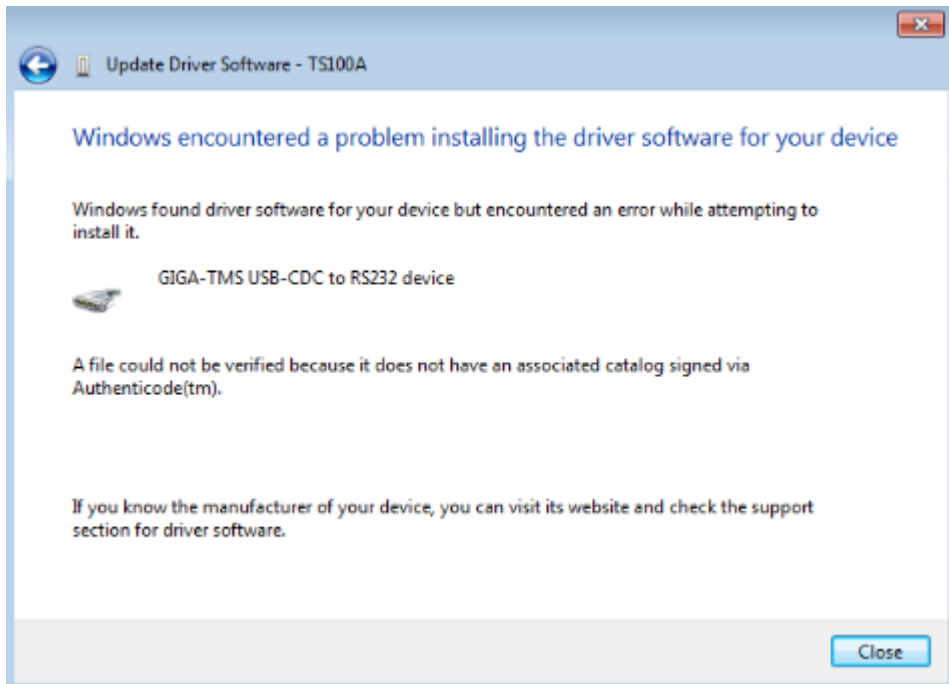 Update Driver Software - TS100A
Windows encountered a problem installing the driver software for your device
Windows found driver software for your device but encountered an error while attempting to
install it.
GIGA-TMS USB-CDC to RS232 device
A file could not be verified because it does not have an associated catalog signed via
Authenticode(tm).
If you know the manufacturer of your device, you can visit its website and check the support
section for driver software.
Close